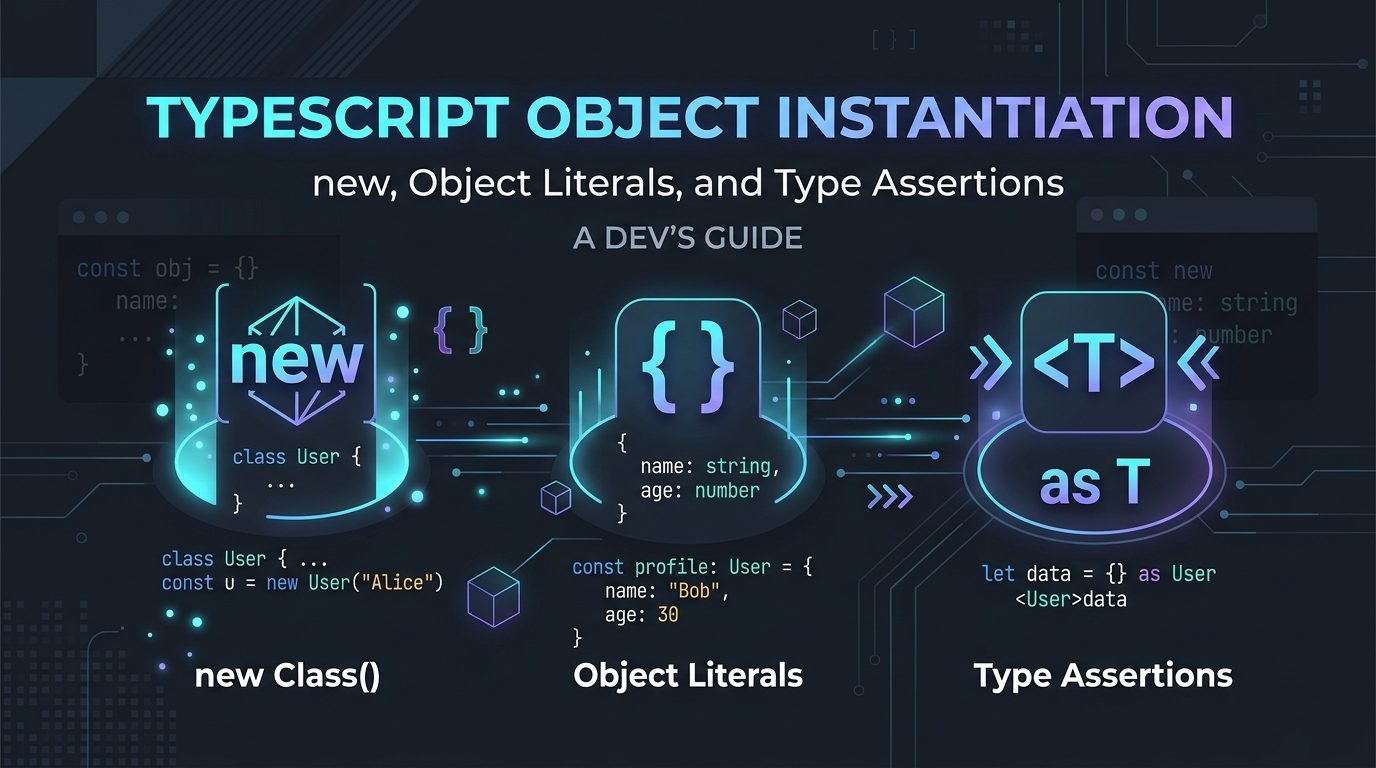 [ } ]
TYPESCRIPT OBJECT INSTANTIATION
new, Object Literals, and Type Assertions
A DEV'S GUIDE
const obj = {}
name:
...
}
const new
name: string
: number
new
class User {
...
}
{ }
{ }
{
name: string,
age: number
}
<T>
as T
class User { ...
const u = new User("Alice")
const profile: User = {
name: "Bob",
age: 30
}
let data = {} as User
<User>data
new Class()
Object Literals
Type Assertions